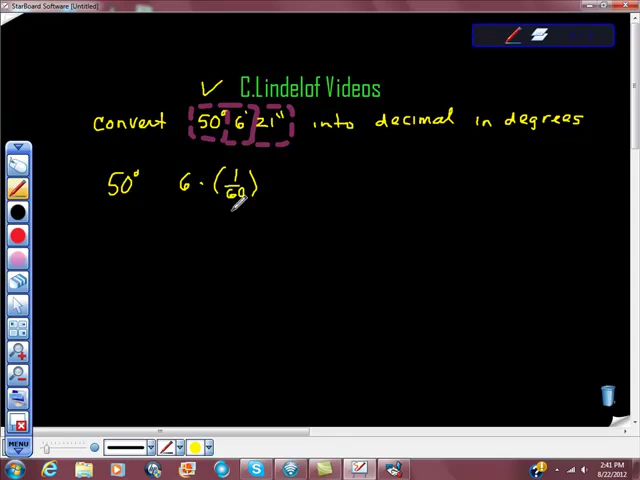 StarBoard Software [Untitled]
✓ C.Lindelof Videos
Convert 50° 6' 21" into decimal in degrees
50° 6 · (1/60)
MENU
2:41 PM
8/22/2012